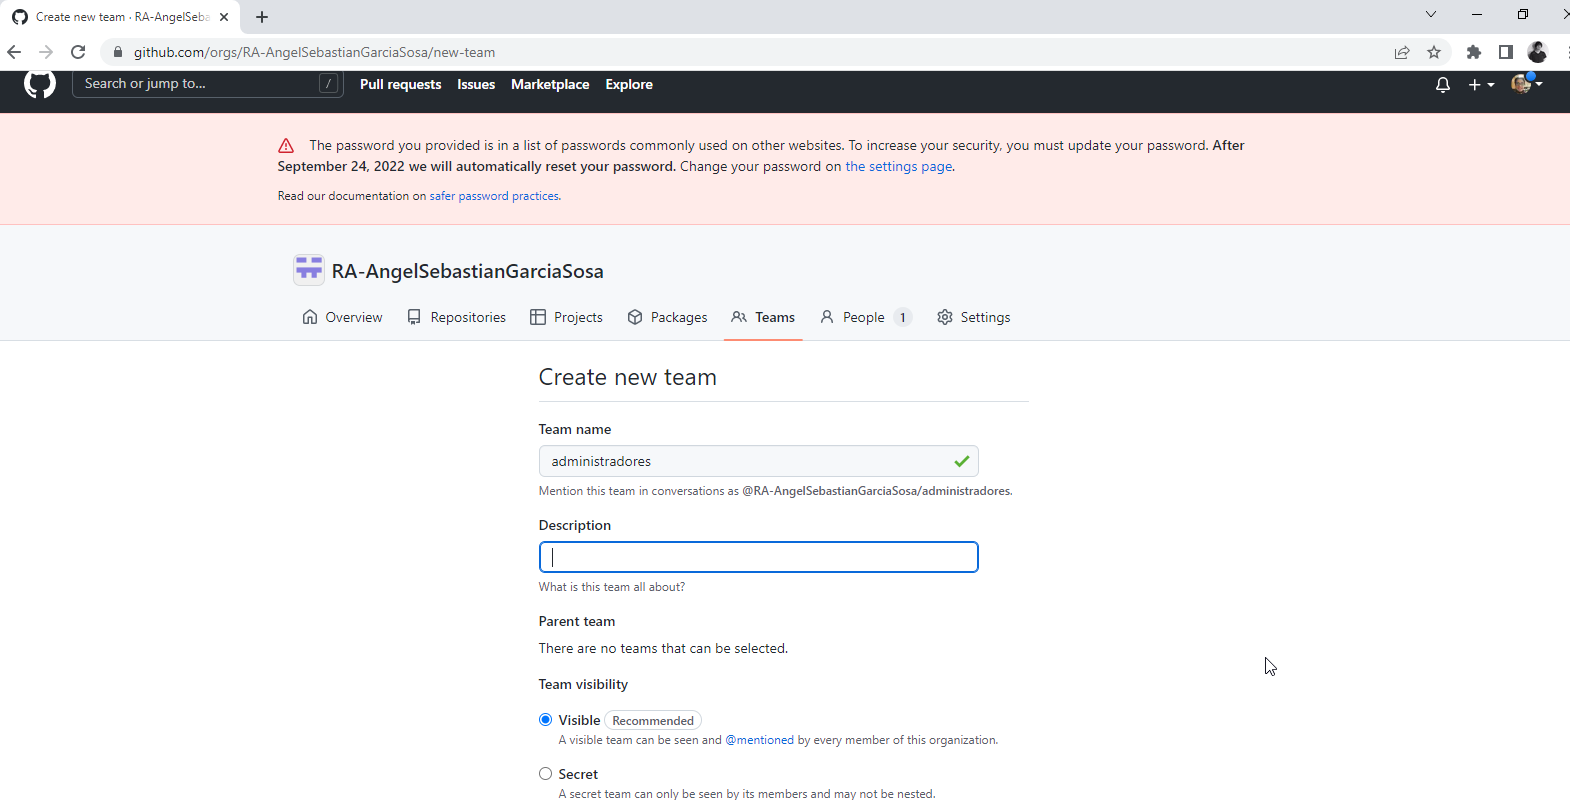 Create new team · RA-AngelSeba
github.com/orgs/RA-AngelSebastianGarciaSosa/new-team
Search or jump to... /
Pull requests Issues Marketplace Explore
The password you provided is in a list of passwords commonly used on other websites. To increase your security, you must update your password. After
September 24, 2022 we will automatically reset your password. Change your password on the settings page.
Read our documentation on safer password practices.
RA-AngelSebastianGarciaSosa
Overview Repositories Projects Packages Teams People 1 Settings
Create new team
Team name
administradores
Mention this team in conversations as @RA-AngelSebastianGarciaSosa/administradores.
Description
What is this team all about?
Parent team
There are no teams that can be selected.
Team visibility
Visible Recommended
A visible team can be seen and @mentioned by every member of this organization.
Secret
A secret team can only be seen by its members and may not be nested.